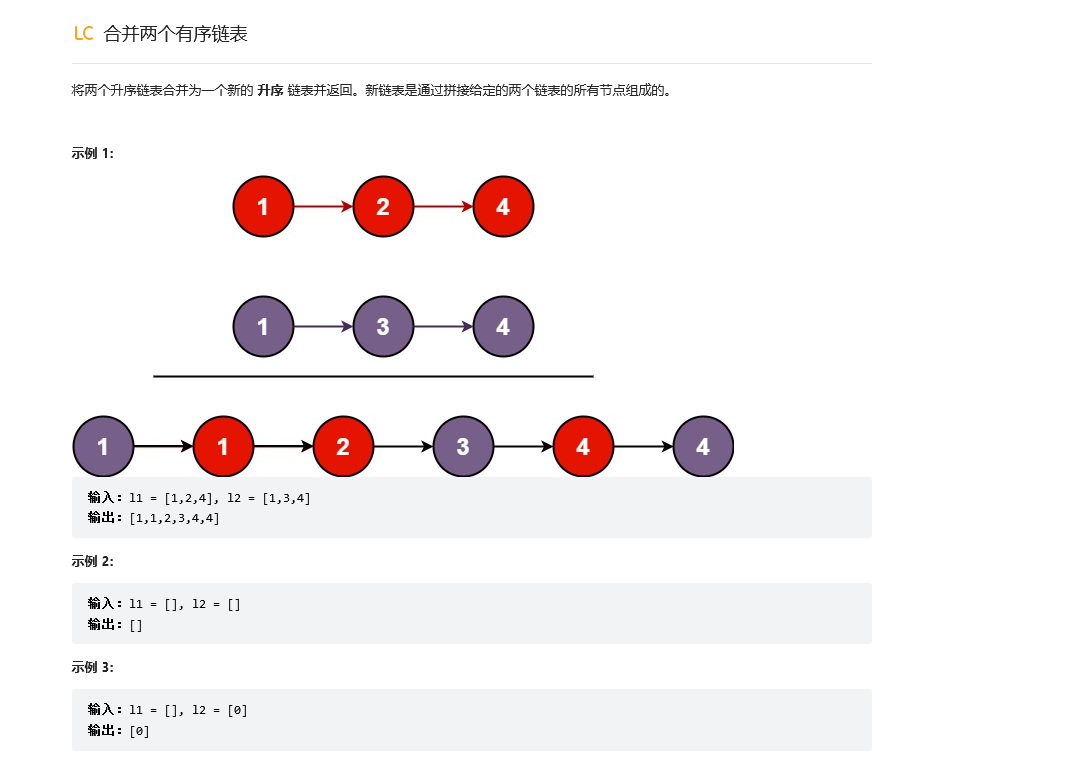 LC 合并两个有序链表
将两个升序链表合并为一个新的 升序 链表并返回。新链表是通过拼接给定的两个链表的所有节点组成的。
示例 1:
1 2 4
1 3 4
1 1 2 3 4 4
输入：l1 = [1,2,4], l2 = [1,3,4]
输出：[1,1,2,3,4,4]
示例 2:
输入：l1 = [], l2 = []
输出：[]
示例 3:
输入：l1 = [], l2 = [0]
输出：[0]